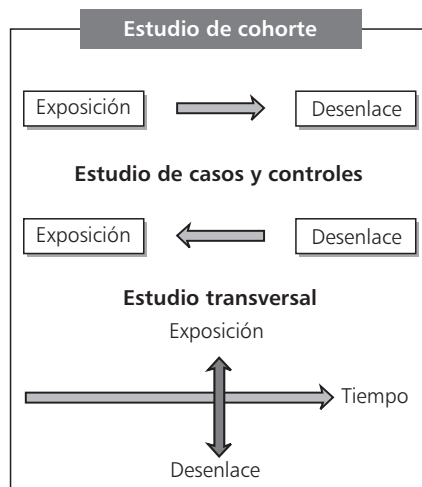 Estudio de cohorte
Exposición Desenlace
Estudio de casos y controles
Exposición Desenlace
Estudio transversal
Exposición
Tiempo
Desenlace